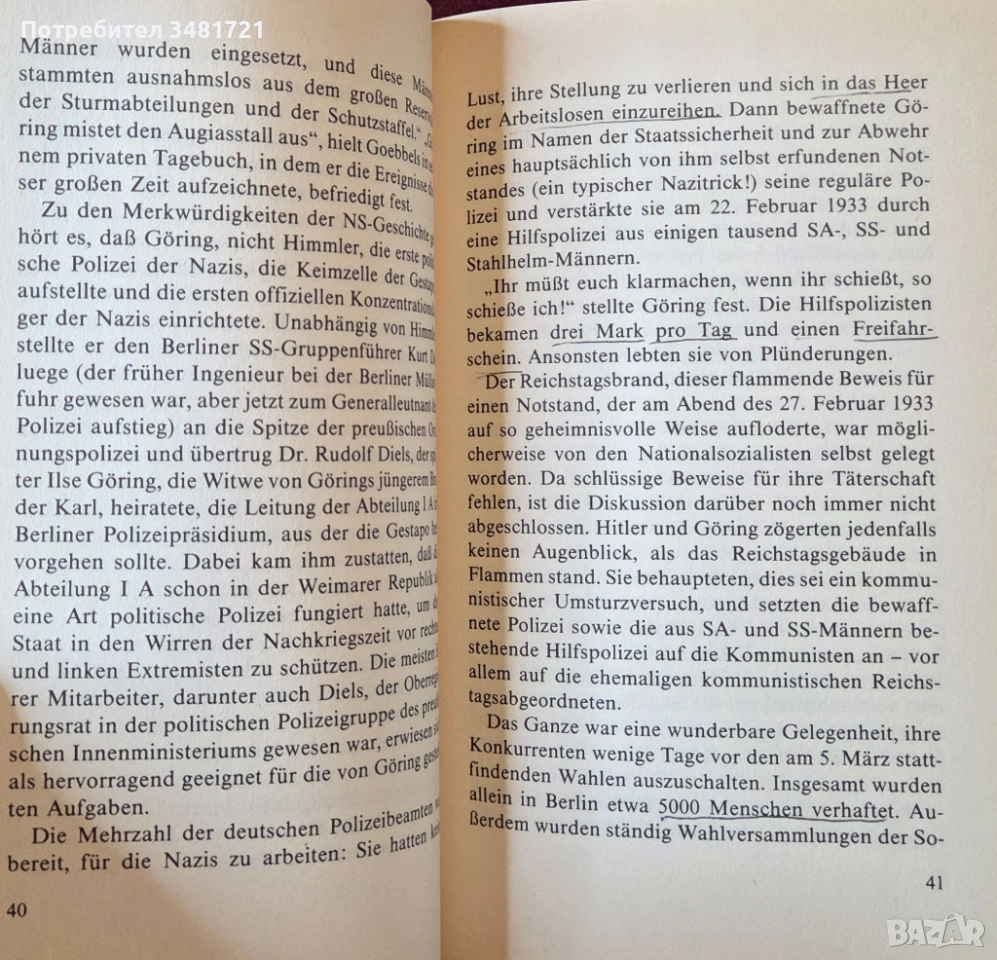 Потребител 3481721
Männer wurden eingesetzt, und diese Män
stammten ausnahmslos aus dem großen Reser
der Sturmabteilungen und der Schutzstaffel.“
ring mistet den Augiasstall aus“, hielt Goebbels in
nem privaten Tagebuch, in dem er die Ereignisse
ser großen Zeit aufzeichnete, befriedigt fest.
Zu den Merkwürdigkeiten der NS-Geschichte
hört es, daß Göring, nicht Himmler, die erste poli
sche Polizei der Nazis, die Keimzelle der Gestap
aufstellte und die ersten offiziellen Konzentration
ger der Nazis einrichtete. Unabhängig von Himm
stellte er den Berliner SS-Gruppenführer Kurt D
luege (der früher Ingenieur bei der Berliner Mül
fuhr gewesen war, aber jetzt zum Generalleutnant de
Polizei aufstieg) an die Spitze der preußischen O
nungspolizei und übertrug Dr. Rudolf Diels, der sp
ter Ilse Göring, die Witwe von Görings jüngerem B
der Karl, heiratete, die Leitung der Abteilung I A
Berliner Polizeipräsidium, aus der die Gestapo
vorgehen sollte. Dabei kam ihm zustatten, daß d
Abteilung I A schon in der Weimarer Republik
eine Art politische Polizei fungiert hatte, um d
Staat in den Wirren der Nachkriegszeit vor rech
und linken Extremisten zu schützen. Die meisten
rer Mitarbeiter, darunter auch Diels, der Oberreg
rungsrat in der politischen Polizeigruppe des preu
schen Innenministeriums gewesen war, erwiesen
als hervorragend geeignet für die von Göring gest
ten Aufgaben.
Die Mehrzahl der deutschen Polizeibeamten
bereit, für die Nazis zu arbeiten: Sie hatten ke
40
Lust, ihre Stellung zu verlieren und sich in das Heer
der Arbeitslosen einzureihen. Dann bewaffnete Gö-
ring im Namen der Staatssicherheit und zur Abwehr
eines hauptsächlich von ihm selbst erfundenen Not-
standes (ein typischer Nazitrick!) seine reguläre Po-
lizei und verstärkte sie am 22. Februar 1933 durch
eine Hilfspolizei aus einigen tausend SA-, SS- und
Stahlhelm-Männern.
„Ihr müßt euch klarmachen, wenn ihr schießt, so
schieße ich!“ stellte Göring fest. Die Hilfspolizisten
bekamen drei Mark pro Tag und einen Freifahr-
schein. Ansonsten lebten sie von Plünderungen.
Der Reichstagsbrand, dieser flammende Beweis für
einen Notstand, der am Abend des 27. Februar 1933
auf so geheimnisvolle Weise aufloderte, war mögli-
cherweise von den Nationalsozialisten selbst gelegt
worden. Da schlüssige Beweise für ihre Täterschaft
fehlen, ist die Diskussion darüber noch immer nicht
abgeschlossen. Hitler und Göring zögerten jedenfalls
keinen Augenblick, als das Reichstagsgebäude in
Flammen stand. Sie behaupteten, dies sei ein kommu-
nistischer Umsturzversuch, und setzten die bewaff-
nete Polizei sowie die aus SA- und SS-Männern be-
stehende Hilfspolizei auf die Kommunisten an – vor
allem auf die ehemaligen kommunistischen Reichs-
tagsabgeordneten.
Das Ganze war eine wunderbare Gelegenheit, ihre
Konkurrenten wenige Tage vor den am 5. März statt-
findenden Wahlen auszuschalten. Insgesamt wurden
allein in Berlin etwa 5000 Menschen verhaftet. Au-
ßerdem wurden ständig Wahlversammlungen der So-
41
BAZAR